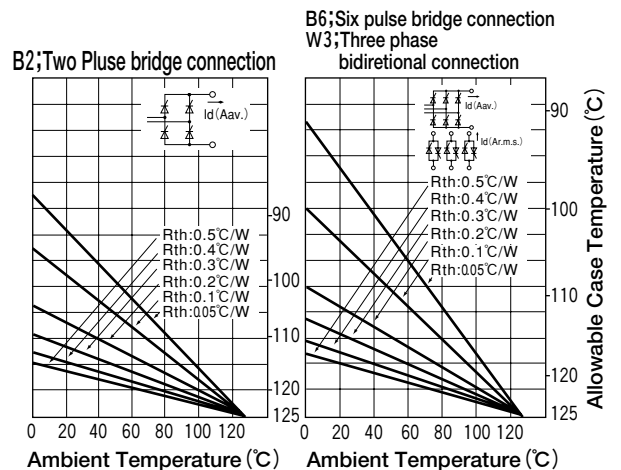 B2;Two Pluse bridge connection
Id(Aav.)
Rth:0.5℃/W
Rth:0.4℃/W
Rth:0.3℃/W
Rth:0.2℃/W
Rth:0.1℃/W
Rth:0.05℃/W
90
100
110
120
125
0 20 40 60 80 100 120
Ambient Temperature(℃)
B6;Six pulse bridge connection
W3;Three phase
bidiretional connection
Id(Aav.)
Id(Ar.m.s.)
Rth:0.5℃/W
Rth:0.4℃/W
Rth:0.3℃/W
Rth:0.2℃/W
Rth:0.1℃/W
Rth:0.05℃/W
90
100
110
120
125
Allowable Case Temperature(℃)
0 20 40 60 80 100 120
Ambient Temperature(℃)